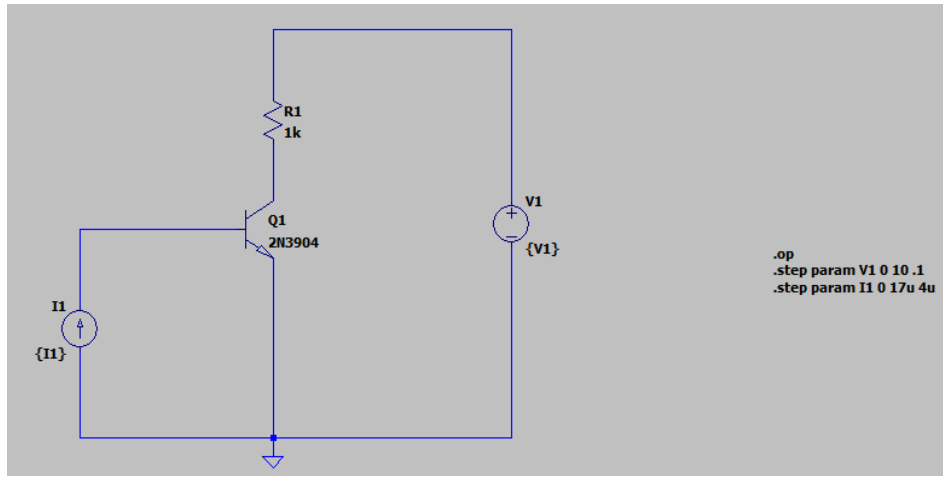 R1
1k
Q1
2N3904
V1
{V1}
I1
{I1}
.op
.step param V1 0 10 .1
.step param I1 0 17u 4u